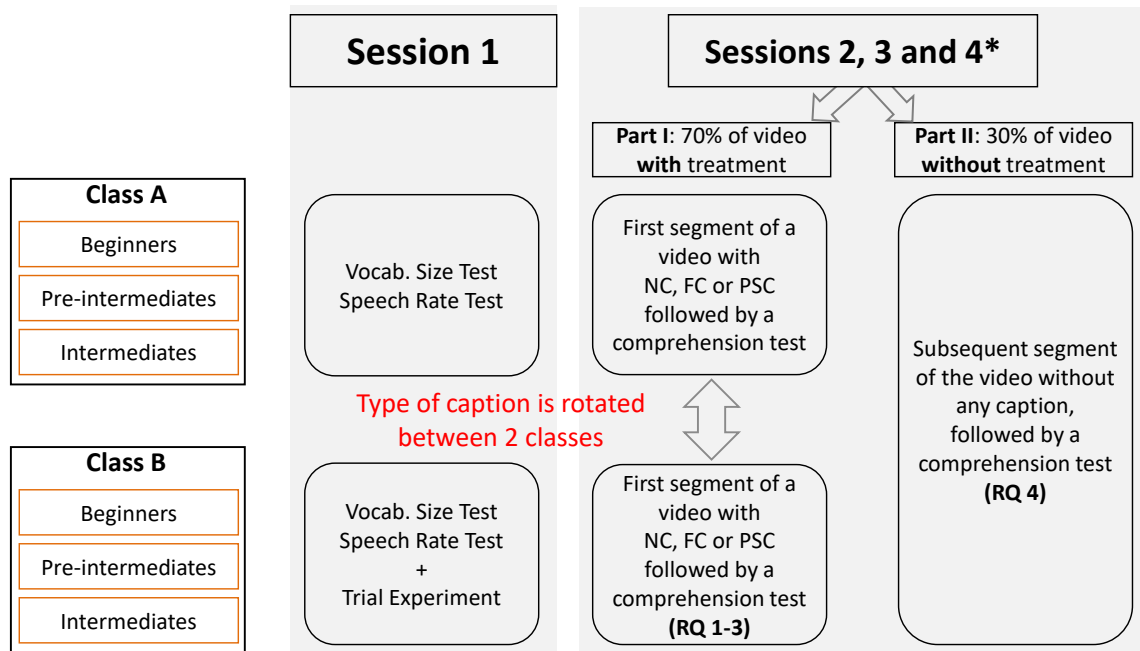 Session 1
Sessions 2, 3 and 4*
Part I: 70% of video
with treatment
Part II: 30% of video
without treatment
Class A
Beginners
Pre-intermediates
Intermediates
Vocab. Size Test
Speech Rate Test
First segment of a
video with
NC, FC or PSC
followed by a
comprehension test
Subsequent segment
of the video without
any caption,
followed by a
comprehension test
(RQ 4)
Type of caption is rotated
between 2 classes
Class B
Beginners
Pre-intermediates
Intermediates
Vocab. Size Test
Speech Rate Test
+
Trial Experiment
First segment of a
video with
NC, FC or PSC
followed by a
comprehension test
(RQ 1-3)